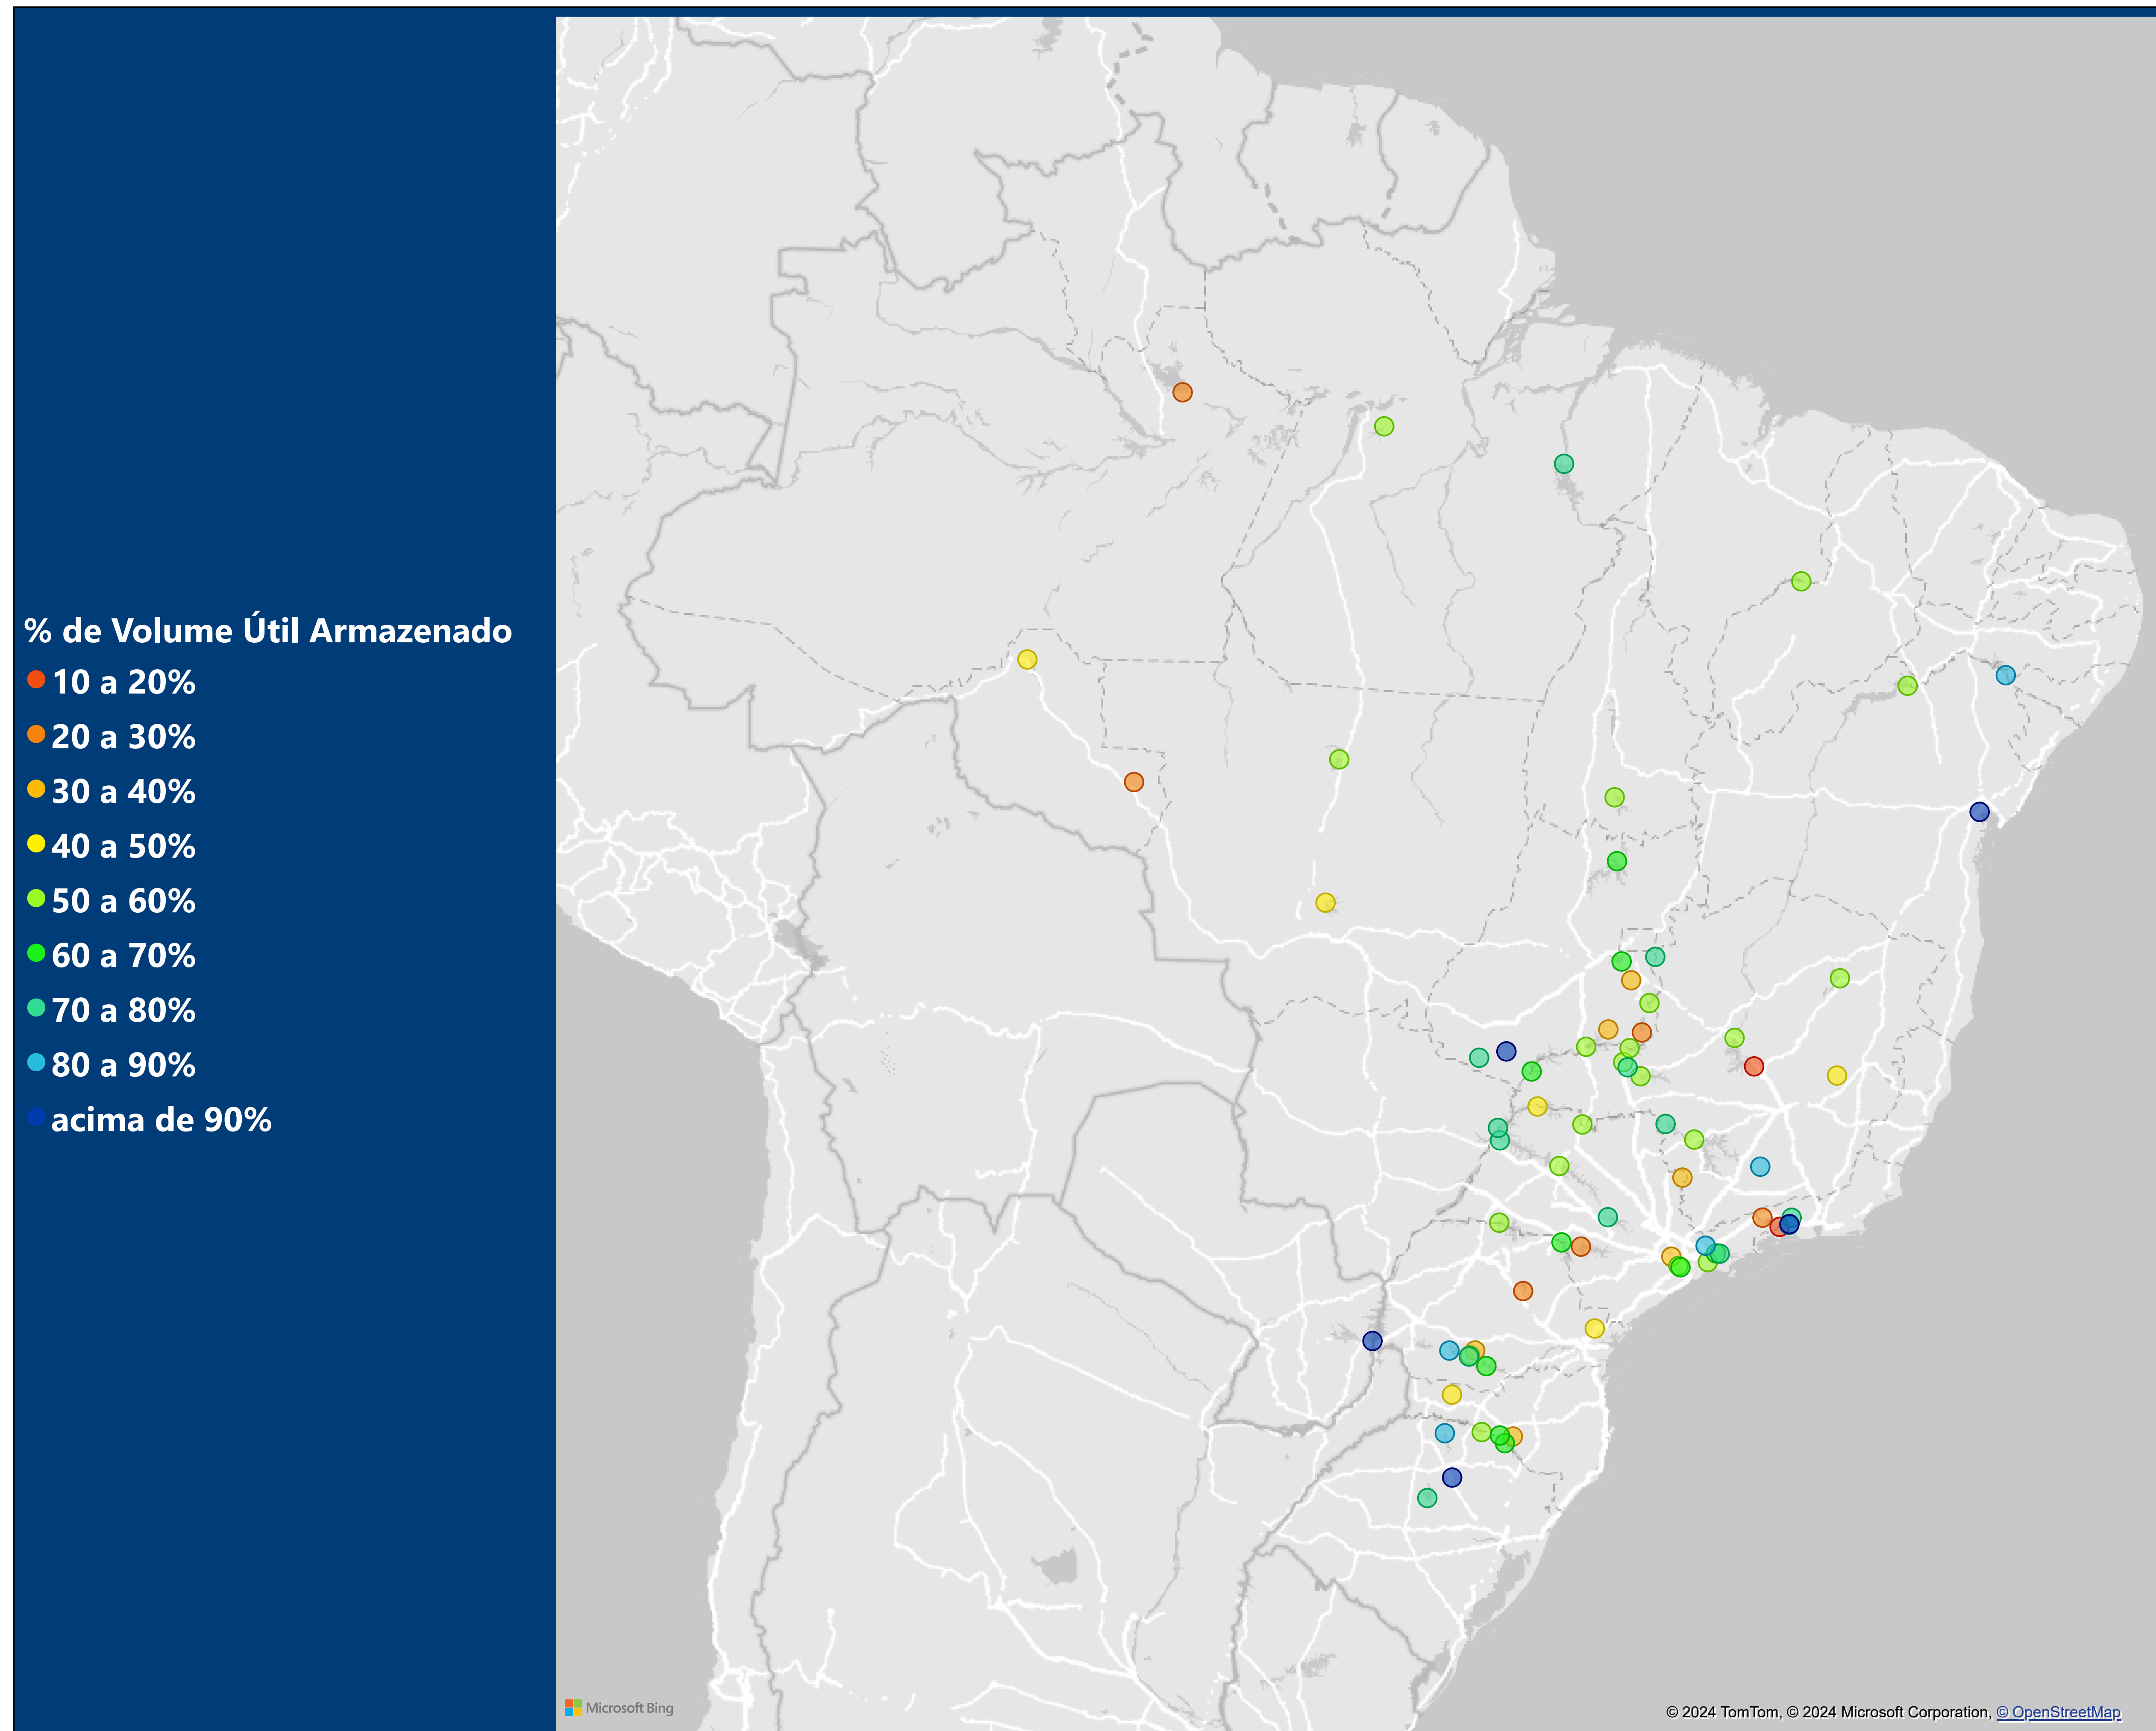 % de Volume Útil Armazenado
10 a 20%
20 a 30%
30 a 40%
40 a 50%
50 a 60%
60 a 70%
70 a 80%
80 a 90%
acima de 90%
Microsoft Bing
© 2024 TomTom, © 2024 Microsoft Corporation, © OpenStreetMap